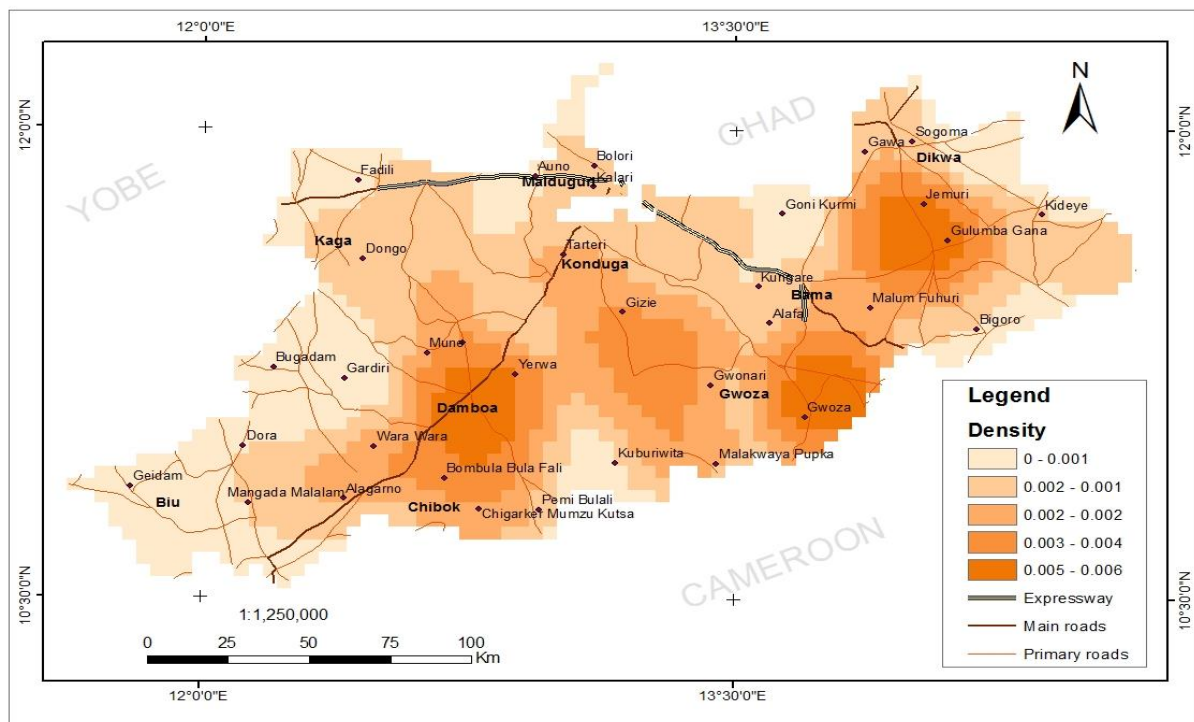 12°0'0"E
13°30'0"E
12°0'0"N
12°0'0"N
N
CHAD
YOBE
Sogoma
Gawa
Dikwa
Bolori
Auno
Maiduguri
Kalari
Fadili
Jemuri
Kideye
Goni Kurmi
Gulumba Gana
Kaga
Dongo
Tarteri
Konduga
Kungare
Bama
Malum Fuhuri
Gizie
Alafa
Bigoro
Mune
Bugadam
Gardiri
Yerwa
Gwonari
Gwoza
Damboa
Gwoza
Dora
Wara Wara
Kuburiwita
Malakwaya Pupka
Bombula Bula Fali
Geidam
Biu
Mangada Malalam
Alagarno
Chibok
Pemi Bulali
Chigarker Mumzu Kutsa
CAMEROON
Legend
Density
0 - 0.001
0.002 - 0.001
0.002 - 0.002
0.003 - 0.004
0.005 - 0.006
Expressway
Main roads
Primary roads
10°30'0"N
10°30'0"N
1:1,250,000
0 25 50 75 100
Km
12°0'0"E
13°30'0"E